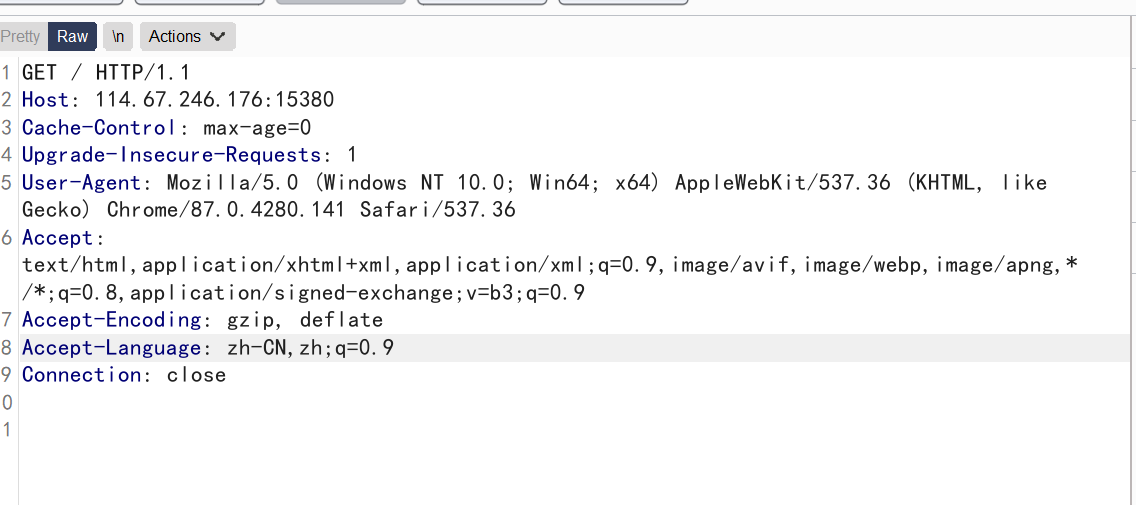 Pretty Raw \n Actions
1 GET / HTTP/1.1
2 Host: 114.67.246.176:15380
3 Cache-Control: max-age=0
4 Upgrade-Insecure-Requests: 1
5 User-Agent: Mozilla/5.0 (Windows NT 10.0; Win64; x64) AppleWebKit/537.36 (KHTML, like
Gecko) Chrome/87.0.4280.141 Safari/537.36
6 Accept:
text/html,application/xhtml+xml,application/xml;q=0.9,image/avif,image/webp,image/apng,*
/*;q=0.8,application/signed-exchange;v=b3;q=0.9
7 Accept-Encoding: gzip, deflate
8 Accept-Language: zh-CN,zh;q=0.9
9 Connection: close
0
1